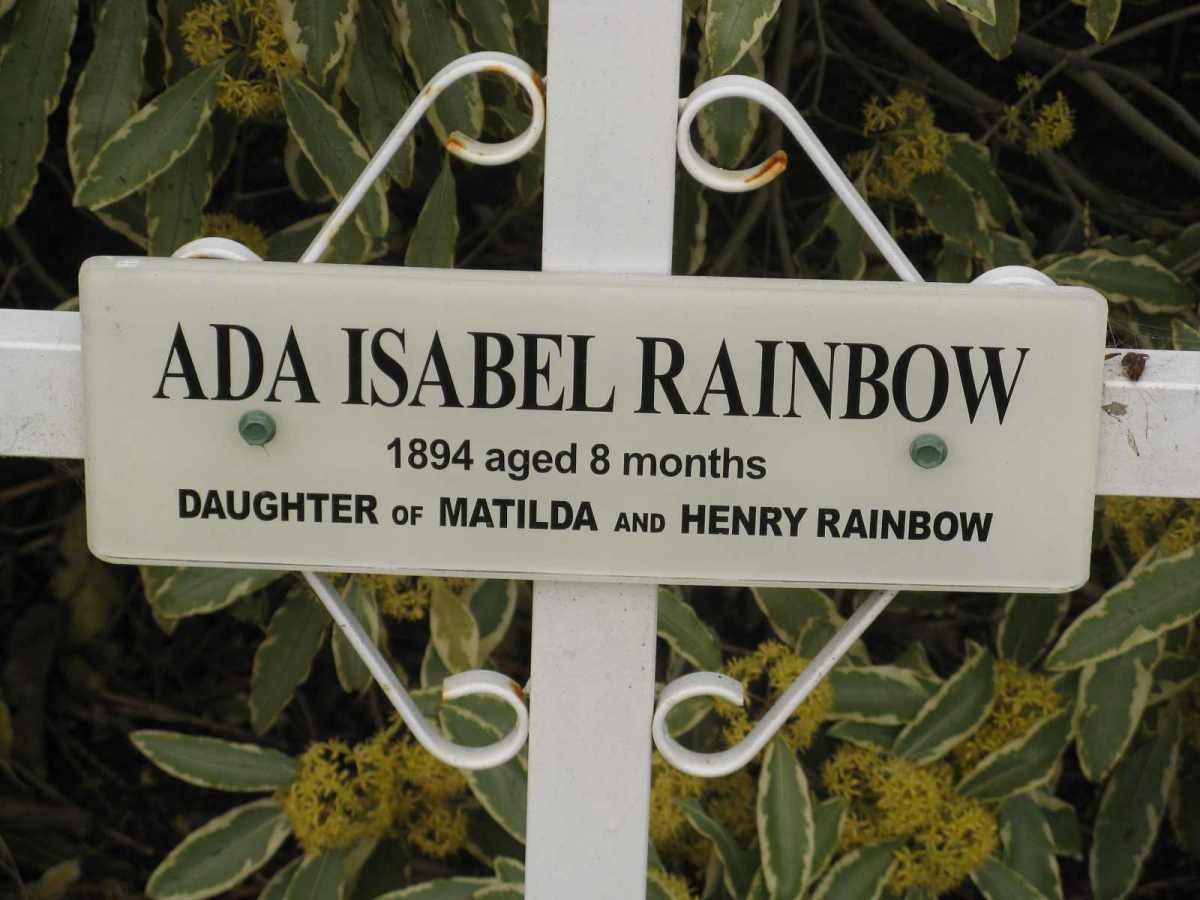 ADA ISABEL RAINBOW
1894 aged 8 months
DAUGHTER OF MATILDA AND HENRY RAINBOW